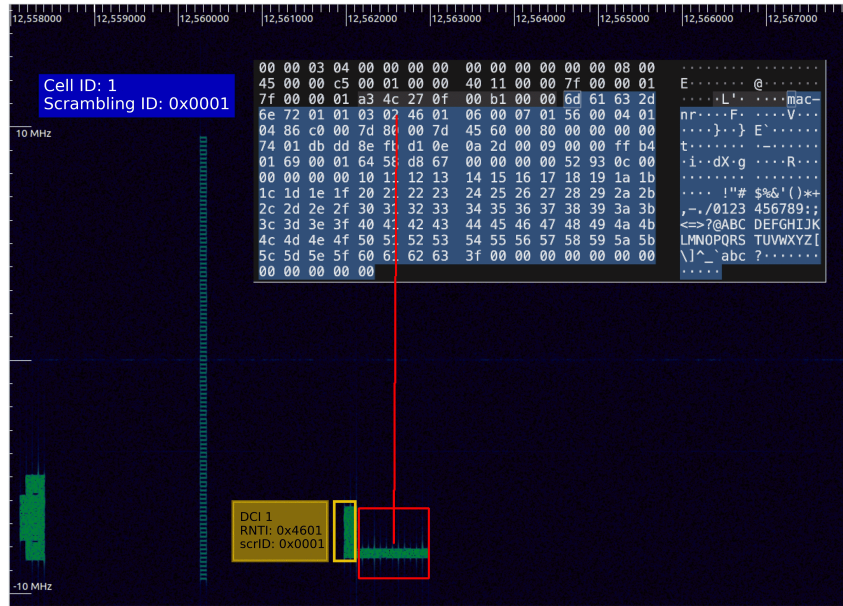 12,558000 12,559000 12,560000 12,561000 12,562000 12,563000 12,564000 12,565000 12,566000 12,567000
Cell ID: 1
Scrambling ID: 0x0001
00 00 03 04 00 00 00 00 00 00 00 00 00 00 08 00 ········ ········
45 00 00 c5 00 01 00 00 40 11 00 00 7f 00 00 01 E······· @·······
7f 00 00 01 a3 4c 27 0f 00 b1 00 00 6d 61 63 2d ·····L'· ····mac-
6e 72 01 01 03 02 46 01 06 00 07 01 56 00 04 01 nr····F· ····V···
04 86 c0 00 7d 80 00 7d 45 60 00 80 00 00 00 00 ····}··} E`······
74 01 db dd 8e fb d1 0e 0a 2d 00 09 00 00 ff b4 t······· ·-······
01 69 00 01 64 58 d8 67 00 00 00 00 52 93 0c 00 ·i··dX·g ····R···
00 00 00 00 10 11 12 13 14 15 16 17 18 19 1a 1b ········ ········
1c 1d 1e 1f 20 21 22 23 24 25 26 27 28 29 2a 2b ···· !"# $%&'()*+
2c 2d 2e 2f 30 31 32 33 34 35 36 37 38 39 3a 3b ,-./0123 456789:;
3c 3d 3e 3f 40 41 42 43 44 45 46 47 48 49 4a 4b <=>?@ABC DEFGHIJK
4c 4d 4e 4f 50 51 52 53 54 55 56 57 58 59 5a 5b LMNOPQRS TUVWXYZ[
5c 5d 5e 5f 60 61 62 63 3f 00 00 00 00 00 00 00 \]^_`abc ?·······
00 00 00 00 00 ·····
10 MHz
DCI 1
RNTI: 0x4601
scrID: 0x0001
-10 MHz